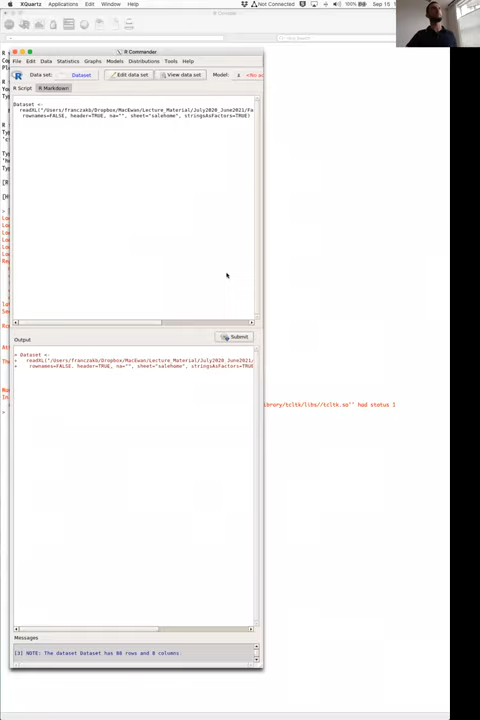 XQuartz Applications Edit Window Help Not Connected 100% Sep 15
R Console
R Commander
File Edit Data Statistics Graphs Models Distributions Tools Help
Data set: Dataset Edit data set View data set Model: Σ <No ac
R Script R Markdown
Dataset <-
readXL("/Users/franczakb/Dropbox/MacEwan/Lecture_Material/July2020_June2021/Fa
rownames=FALSE, header=TRUE, na="", sheet="salehome", stringsAsFactors=TRUE)
Submit
Output
> Dataset <-
+ readXL("/Users/franczakb/Dropbox/MacEwan/Lecture_Material/July2020_June2021/
+ rownames=FALSE, header=TRUE, na="", sheet="salehome", stringsAsFactors=TRUE
ibrary/tcltk/libs//tcltk.so'' had status 1
Messages
[3] NOTE: The dataset Dataset has 88 rows and 8 columns